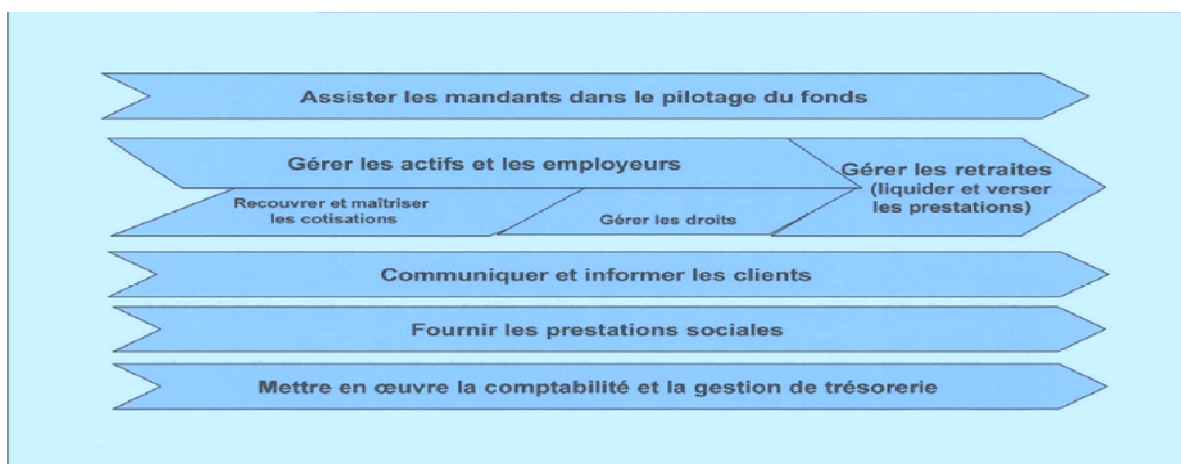 Assister les mandants dans le pilotage du fonds
Gérer les actifs et les employeurs
Gérer les retraites
(liquider et verser
les prestations)
Recouvrer et maîtriser
les cotisations
Gérer les droits
Communiquer et informer les clients
Fournir les prestations sociales
Mettre en œuvre la comptabilité et la gestion de trésorerie